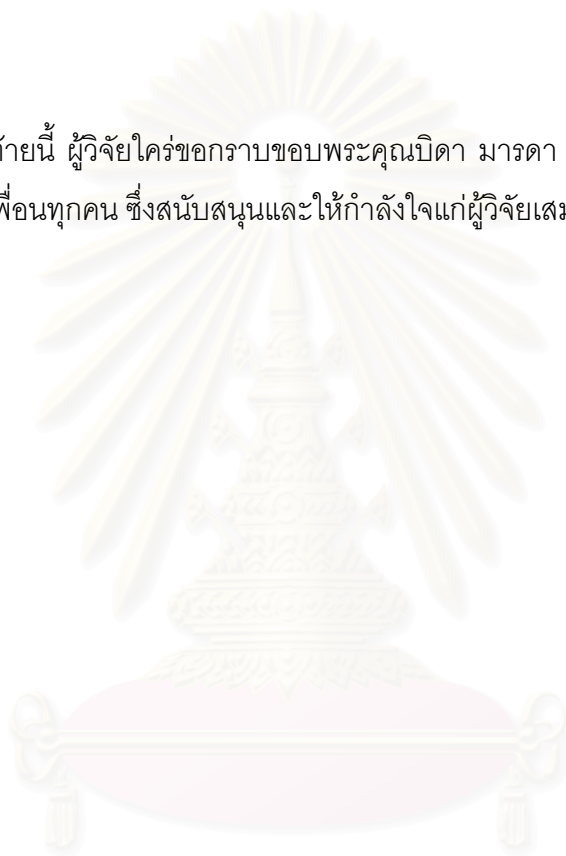 ท้ายนี้ ผู้วิจัยใคร่ขอกราบขอบพระคุณบิดา มารดา
เพื่อนทุกคน ซึ่งสนับสนุนและให้กำลังใจแก่ผู้วิจัย